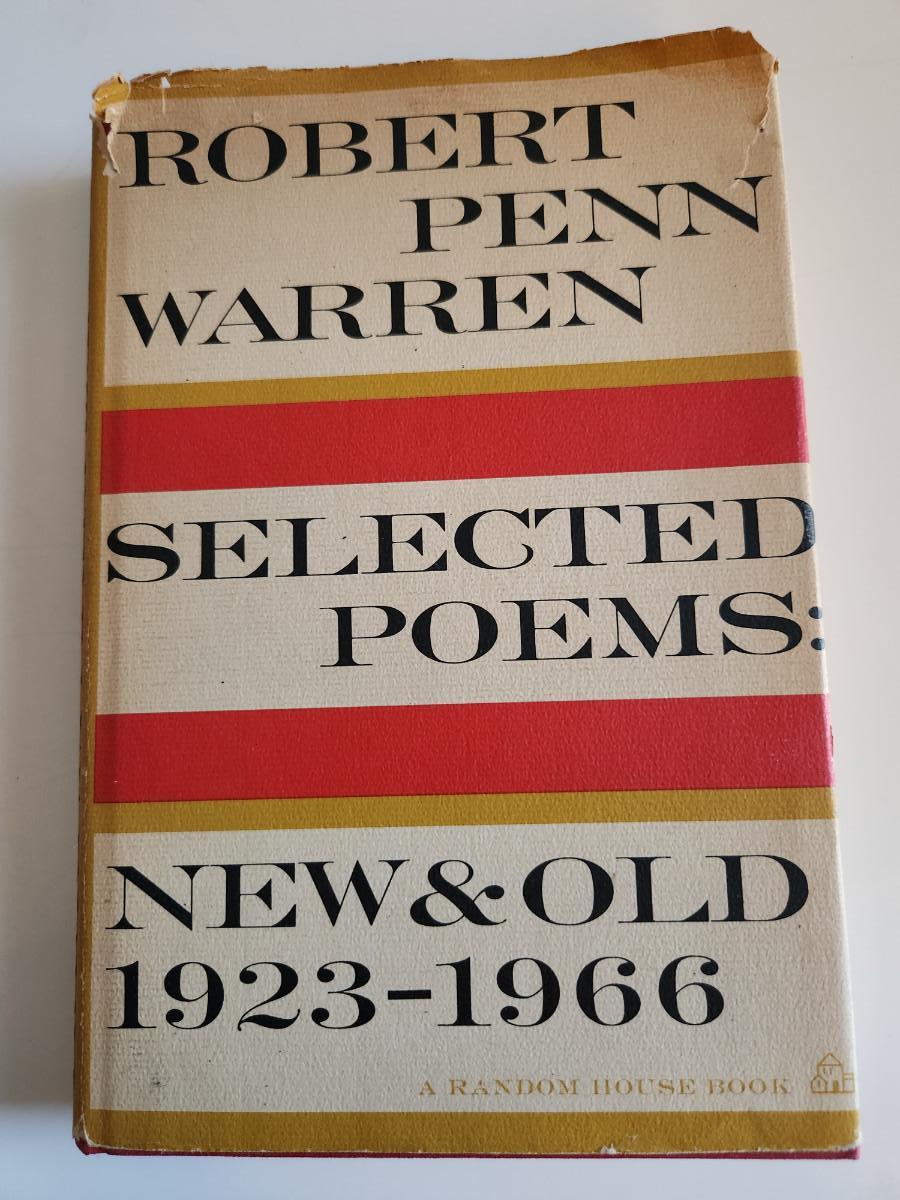 ROBERT
PENN
WARREN
SELECTED
POEMS:
NEW & OLD
1923-1966
A RANDOM HOUSE BOOK